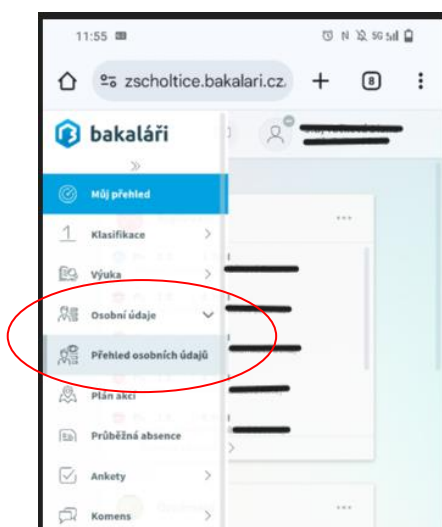 11:55
5G
zscholtice.bakalari.cz.
8
bakaláři
Můj přehled
Klasifikace
Výuka
Osobní údaje
Přehled osobních údajů
Plán akcí
Průběžná absence
Ankety
Komens